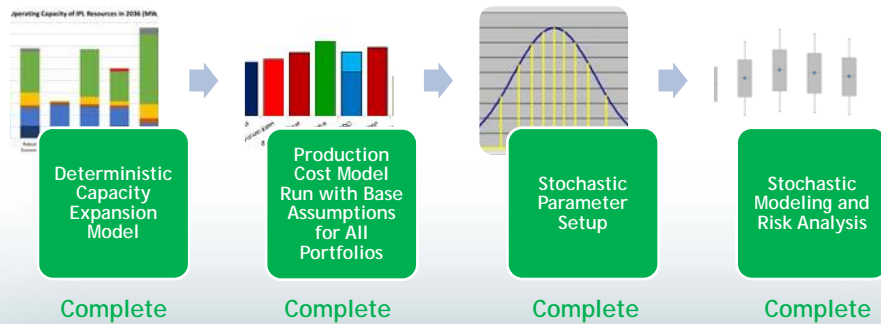 Operating Capacity of IPL Resources in 2036 (MW
Deterministic
Capacity
Expansion
Model
Production
Cost Model
Run with Base
Assumptions
for All
Portfolios
Stochastic
Parameter
Setup
Stochastic
Modeling and
Risk Analysis
Complete
Complete
Complete
Complete